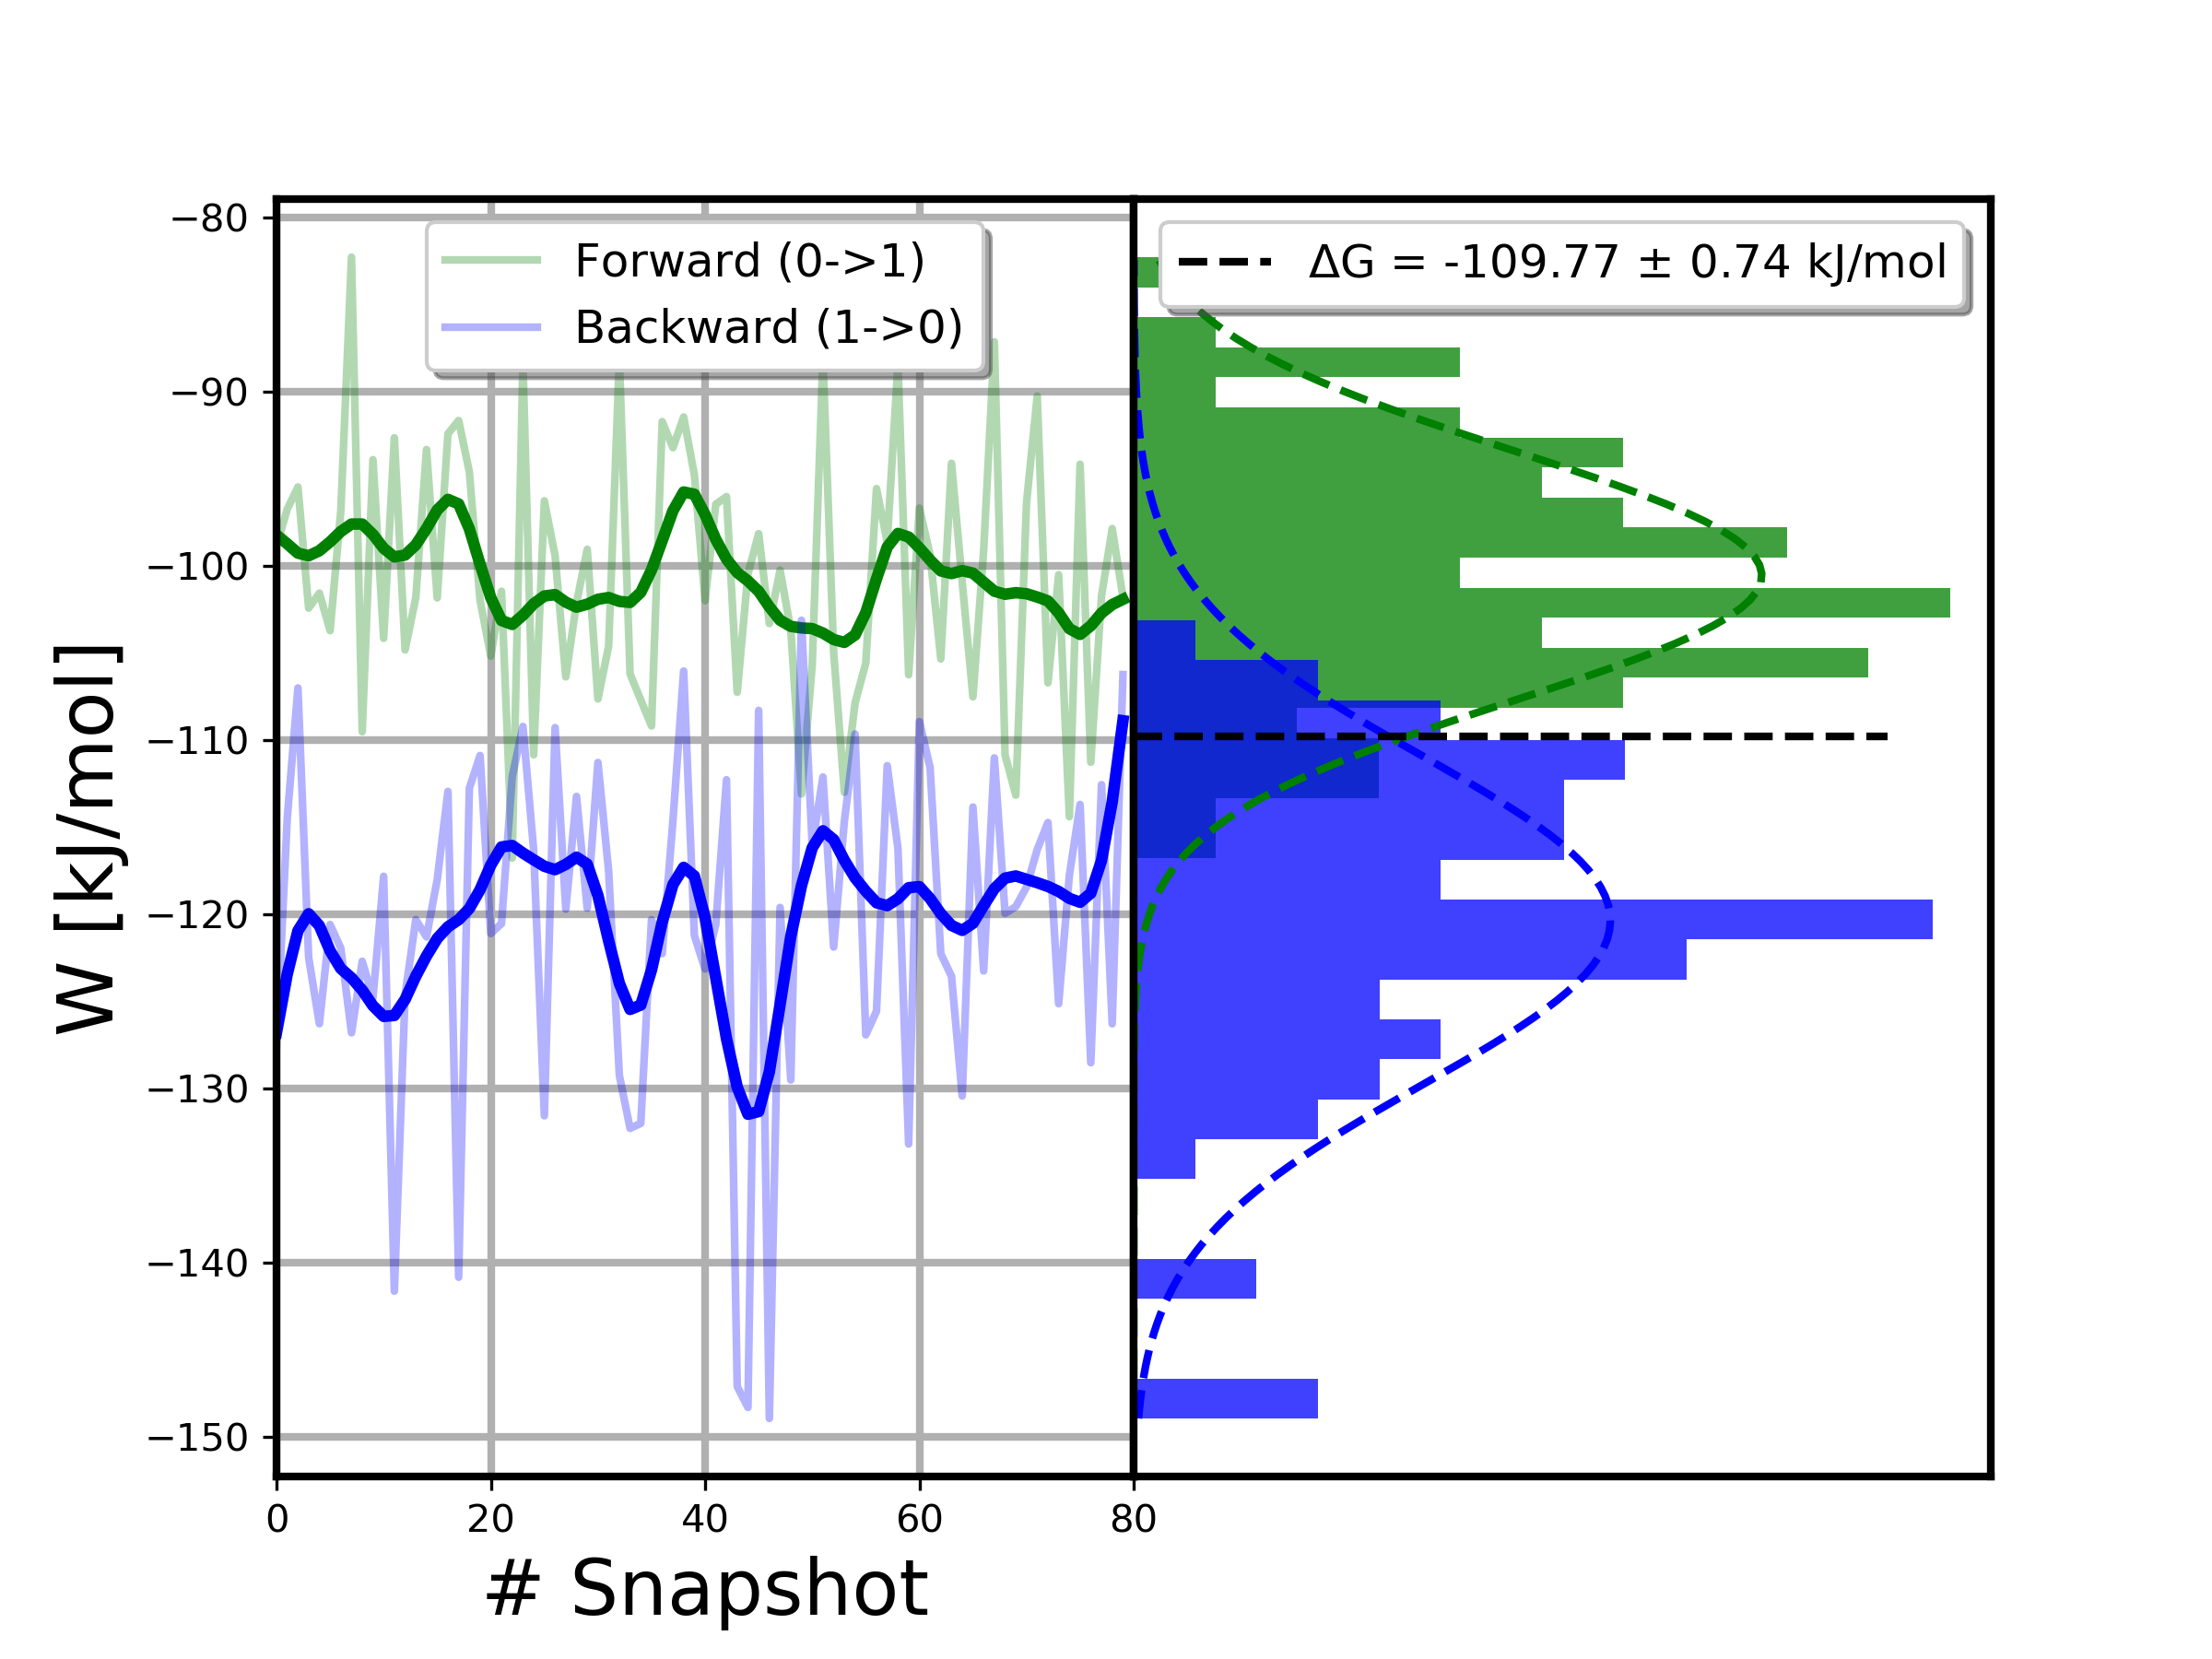 Forward (0->1)
Backward (1->0)
ΔG = -109.77 ± 0.74 kJ/mol
W [kJ/mol]
−80
−90
−100
−110
−120
−130
−140
−150
0 20 40 60 80
# Snapshot